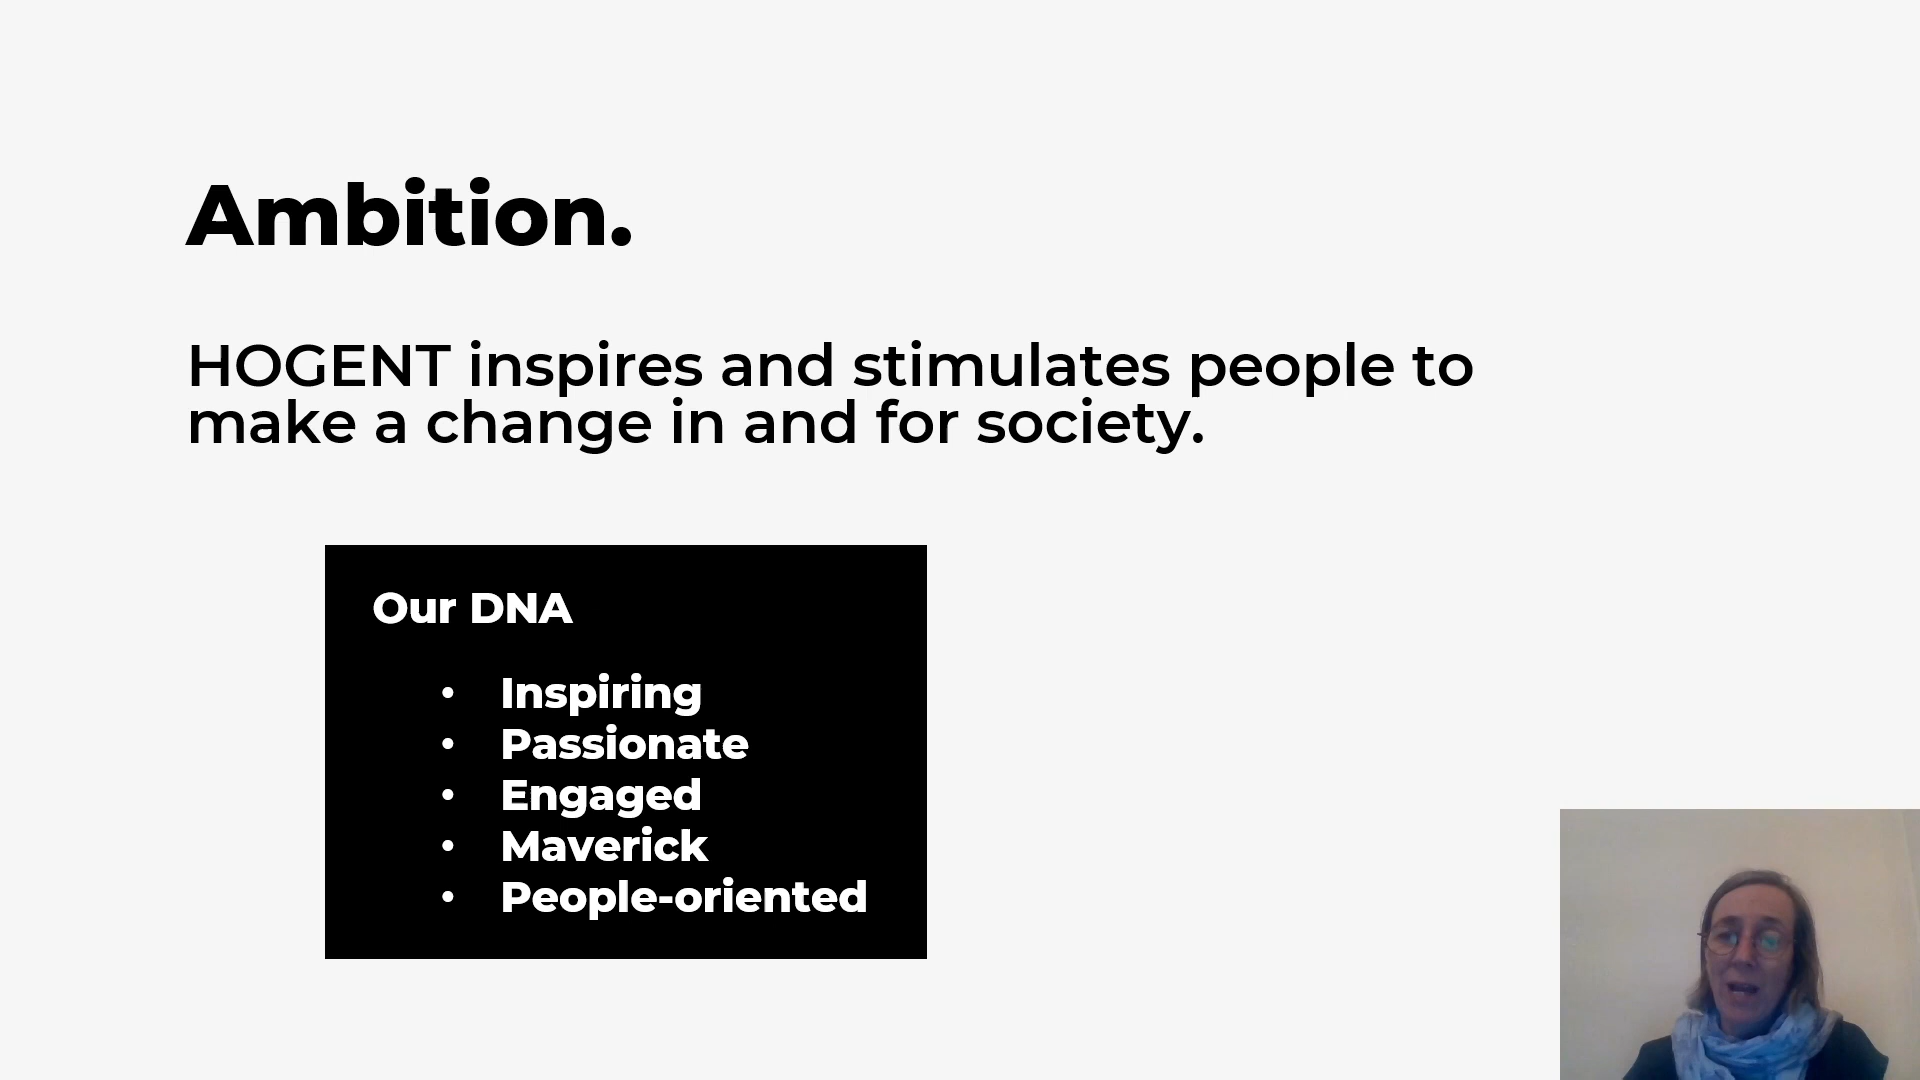 Ambition.
HOGENT inspires and stimulates people to
make a change in and for society.
Our DNA
• Inspiring
• Passionate
• Engaged
• Maverick
• People-oriented